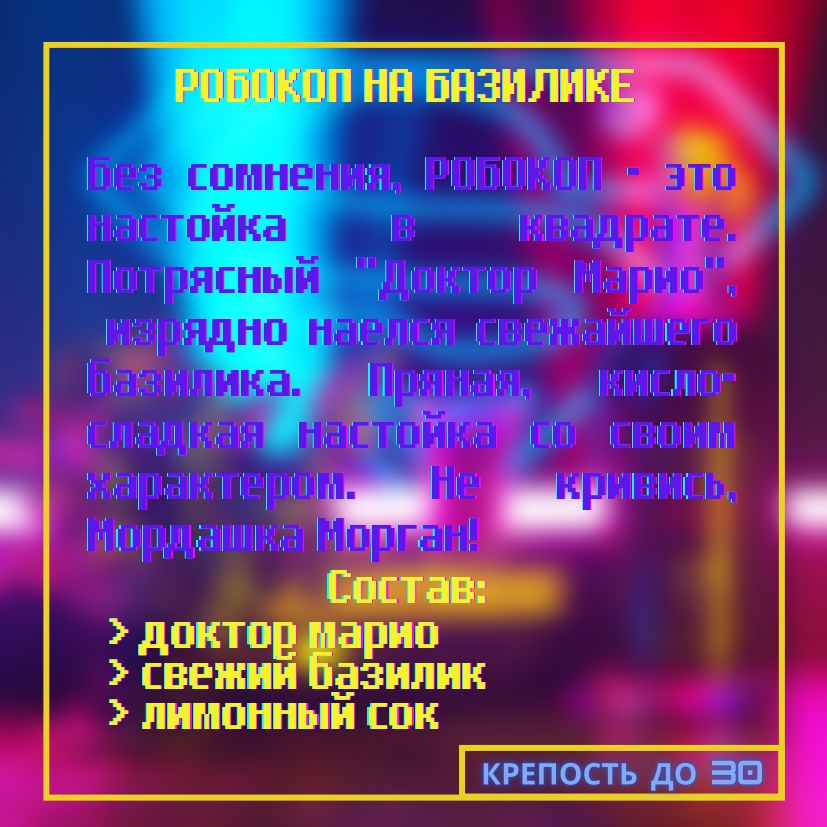 РОБОКОП НА БАЗИЛИКЕ
Без сомнения, РОБОКОП - это
настойка в квадрате.
Потрясный "Доктор Марио",
изрядно наелся свежайшего
базилика. Пряная, кисло-
сладкая настойка со своим
характером. Не кривись,
Мордашка Морган!
Состав:
> доктор марио
> свежий базилик
> лимонный сок
КРЕПОСТЬ ДО 30